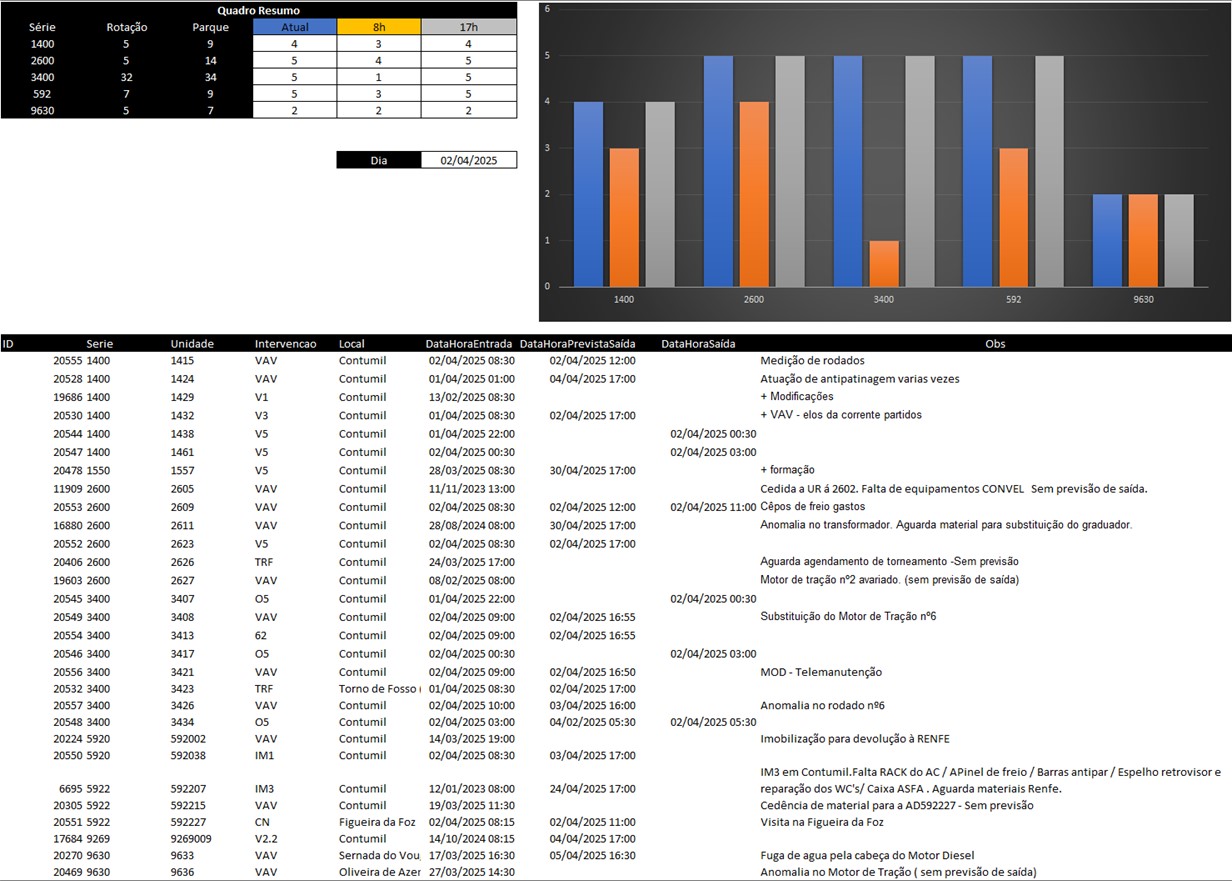 Quadro Resumo
Série Rotação Parque Atual 8h 17h
1400 5 9 4 3 4
2600 5 14 5 4 5
3400 32 34 5 1 5
592 7 9 5 3 5
9630 5 7 2 2 2
Dia 02/04/2025
6
5
4
3
2
1
0
1400 2600 3400 592 9630
ID Serie Unidade Intervencao Local DataHoraEntrada DataHoraPrevistaSaída DataHoraSaída Obs
20555 1400 1415 VAV Contumil 02/04/2025 08:30 02/04/2025 12:00 Medição de rodados
20528 1400 1424 VAV Contumil 01/04/2025 01:00 04/04/2025 17:00 Atuação de antipatinagem varias vezes
19686 1400 1429 V1 Contumil 13/02/2025 08:30 + Modificações
20530 1400 1432 V3 Contumil 01/04/2025 08:30 02/04/2025 17:00 + VAV - elos da corrente partidos
20544 1400 1438 V5 Contumil 01/04/2025 22:00 02/04/2025 00:30
20547 1400 1461 V5 Contumil 02/04/2025 00:30 02/04/2025 03:00
20478 1550 1557 V5 Contumil 28/03/2025 08:30 30/04/2025 17:00 + formação
11909 2600 2605 VAV Contumil 11/11/2023 13:00 Cedida a UR á 2602. Falta de equipamentos CONVEL Sem previsão de saída.
20553 2600 2609 VAV Contumil 02/04/2025 08:30 02/04/2025 12:00 02/04/2025 11:00 Cêpos de freio gastos
16880 2600 2611 VAV Contumil 28/08/2024 08:00 30/04/2025 17:00 Anomalia no transformador. Aguarda material para substituição do graduador.
20552 2600 2623 V5 Contumil 02/04/2025 08:30 02/04/2025 17:00
20406 2600 2626 TRF Contumil 24/03/2025 17:00 Aguarda agendamento de torneamento -Sem previsão
19603 2600 2627 VAV Contumil 08/02/2025 08:00 Motor de tração nº2 avariado. (sem previsão de saída)
20545 3400 3407 O5 Contumil 01/04/2025 22:00 02/04/2025 00:30
20549 3400 3408 VAV Contumil 02/04/2025 09:00 02/04/2025 16:55 Substituição do Motor de Tração nº6
20554 3400 3413 62 Contumil 02/04/2025 09:00 02/04/2025 16:55
20546 3400 3417 O5 Contumil 02/04/2025 00:30 02/04/2025 03:00
20556 3400 3421 VAV Contumil 02/04/2025 09:00 02/04/2025 16:50 MOD - Telemanutenção
20532 3400 3423 TRF Torno de Fosso ( 01/04/2025 08:30 02/04/2025 17:00
20557 3400 3426 VAV Contumil 02/04/2025 10:00 03/04/2025 16:00 Anomalia no rodado nº6
20548 3400 3434 O5 Contumil 02/04/2025 03:00 04/02/2025 05:30 02/04/2025 05:30
20224 5920 592002 VAV Contumil 14/03/2025 19:00 Imobilização para devolução à RENFE
20550 5920 592038 IM1 Contumil 02/04/2025 08:30 03/04/2025 17:00
IM3 em Contumil.Falta RACK do AC / APinel de freio / Barras antipar / Espelho retrovisor e
6695 5922 592207 IM3 Contumil 12/01/2023 08:00 24/04/2025 17:00 reparação dos WC's/ Caixa ASFA . Aguarda materiais Renfe.
20305 5922 592215 VAV Contumil 19/03/2025 11:30 Cedência de material para a AD592227 - Sem previsão
20551 5922 592227 CN Figueira da Foz 02/04/2025 08:15 02/04/2025 11:00 Visita na Figueira da Foz
17684 9269 9269009 V2.2 Contumil 14/10/2024 08:15 04/04/2025 17:00
20270 9630 9633 VAV Sernada do Vou 17/03/2025 16:30 05/04/2025 16:30 Fuga de agua pela cabeça do Motor Diesel
20469 9630 9636 VAV Oliveira de Azer 27/03/2025 14:30 Anomalia no Motor de Tração ( sem previsão de saída)